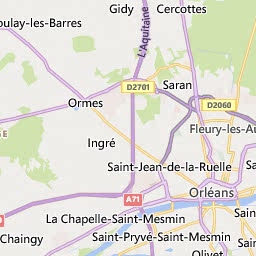 Gidy
Cercottes
oulay-les-Barres
L'Aquitaine
D2701
Saran
Ormes
D2060
Fleury-les-Au
Ingré
Saint-Jean-de-la-Ruelle
Orléans
A71
La Chapelle-Saint-Mesmin
Chaingy
Saint-Pryvé-Saint-Mesmin
Olivet